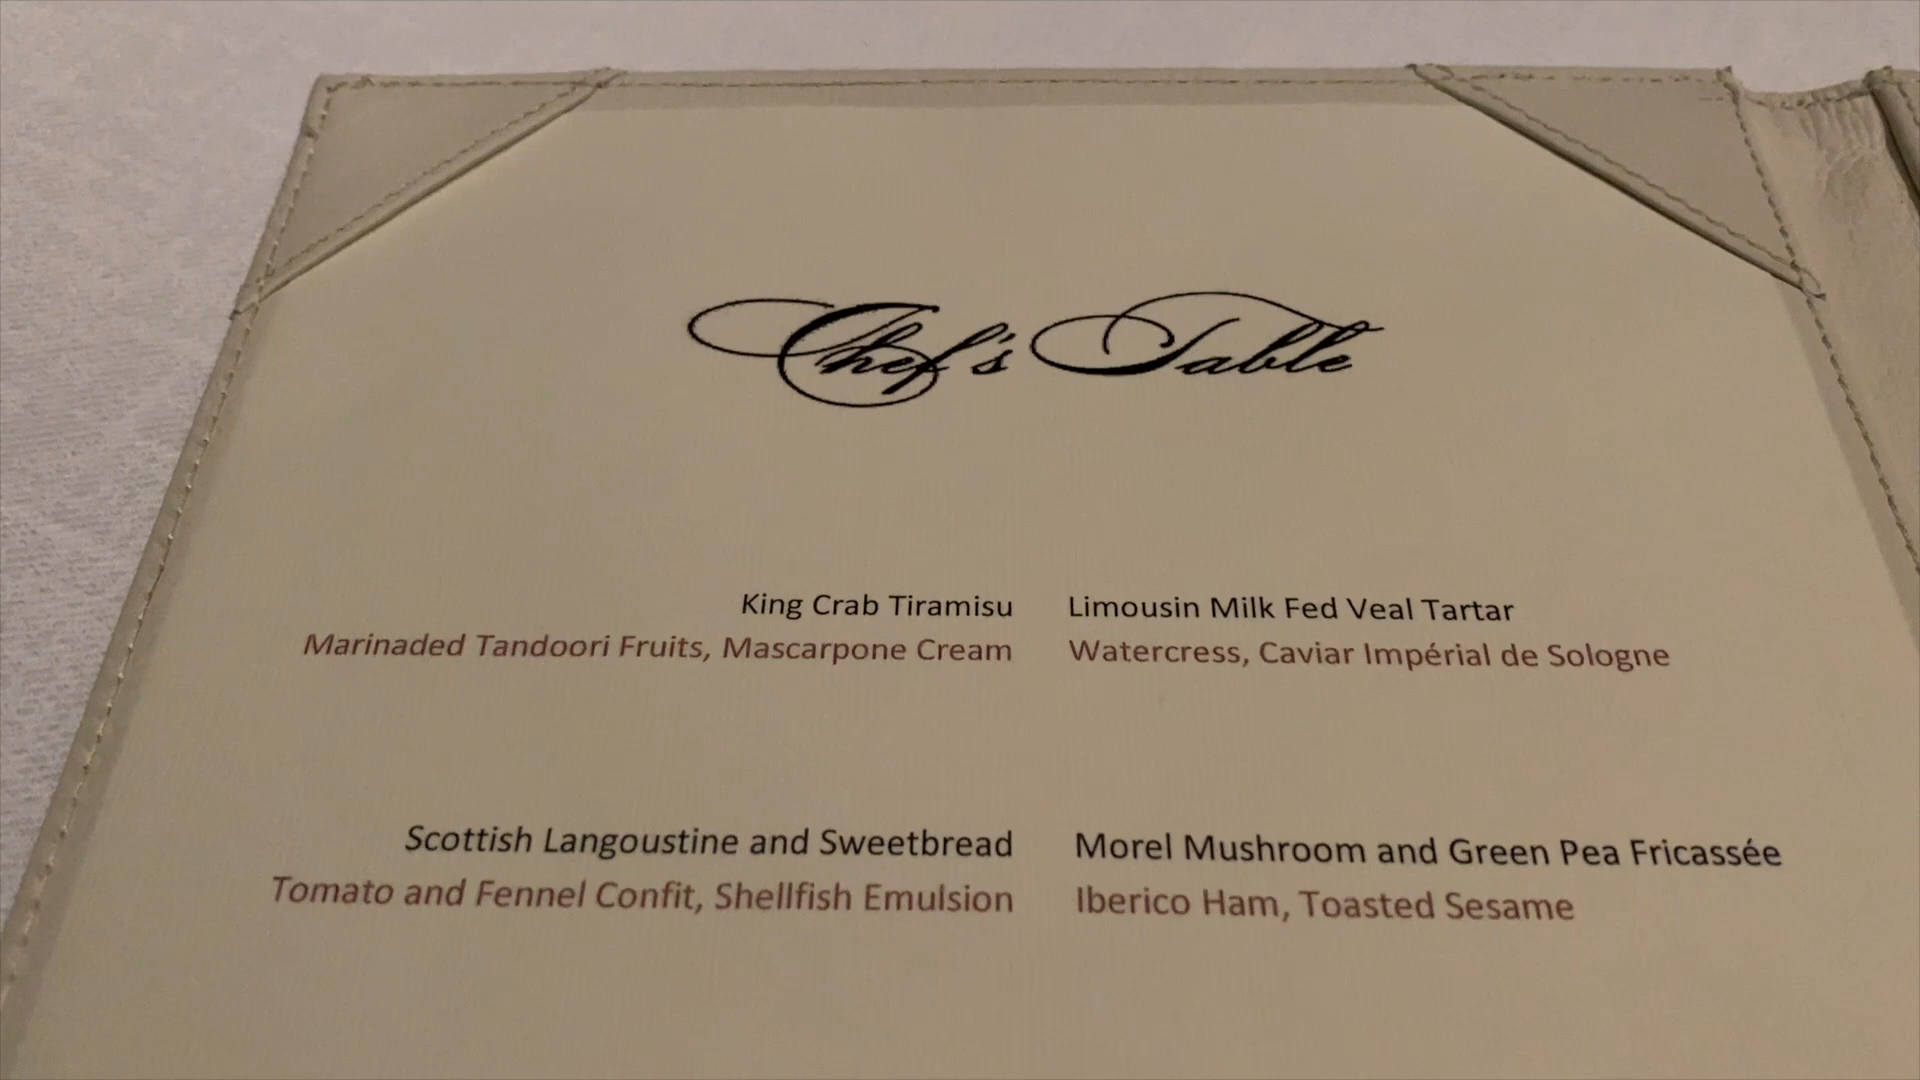 Chef's Table
King Crab Tiramisu
Marinaded Tandoori Fruits, Mascarpone Cream
Limousin Milk Fed Veal Tartar
Watercress, Caviar Impérial de Sologne
Scottish Langoustine and Sweetbread
Tomato and Fennel Confit, Shellfish Emulsion
Morel Mushroom and Green Pea Fricassée
Iberico Ham, Toasted Sesame